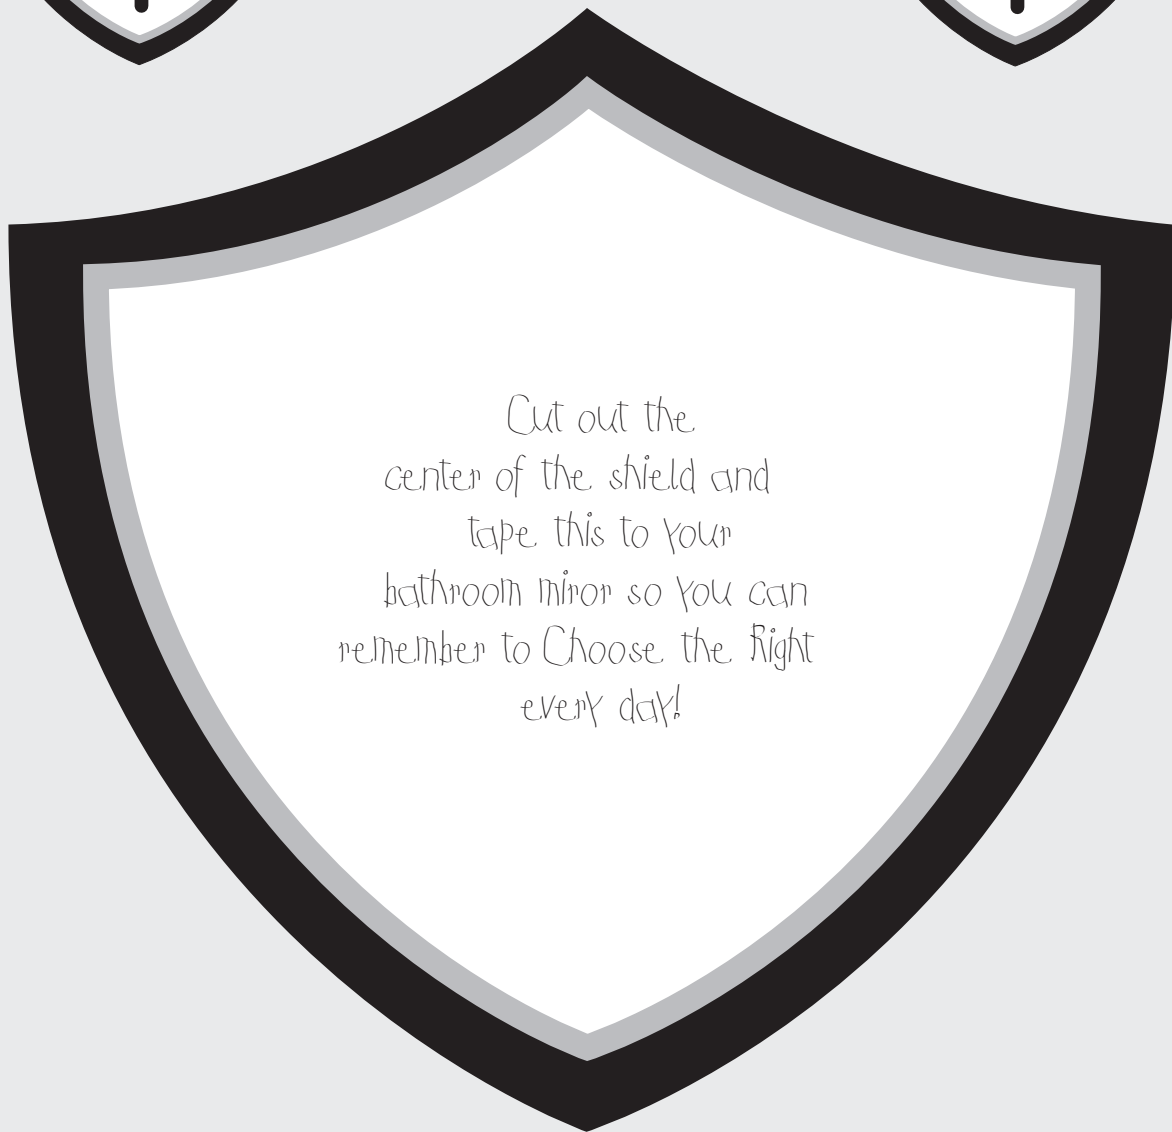 Cut out the
center of the shield and
tape this to your
bathroom miror so you can
remember to Choose the Right
every day!